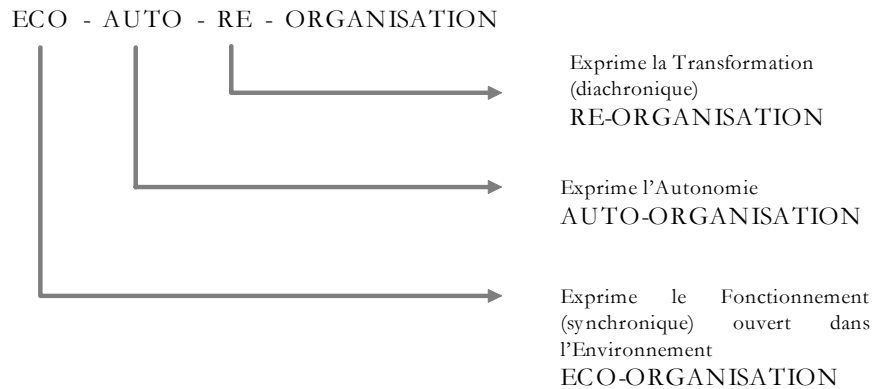 ECO - AUTO - RE - ORGANISATION
Exprime la Transformation
(diachronique)
RE-ORGANISATION
Exprime l'Autonomie
AUTO-ORGANISATION
Exprime le Fonctionnement
(synchronique) ouvert dans
l'Environnement
ECO-ORGANISATION